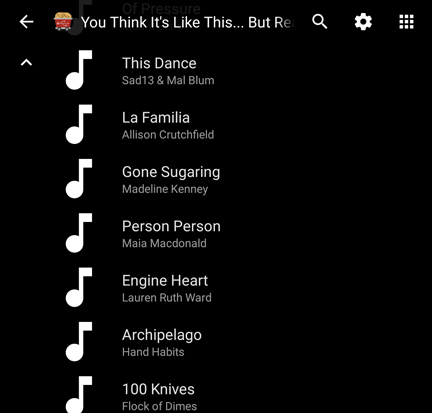 Of Pressure
You Think It's Like This... But Re
This Dance
Sad13 & Mal Blum
La Familia
Allison Crutchfield
Gone Sugaring
Madeline Kenney
Person Person
Maia Macdonald
Engine Heart
Lauren Ruth Ward
Archipelago
Hand Habits
100 Knives
Flock of Dimes